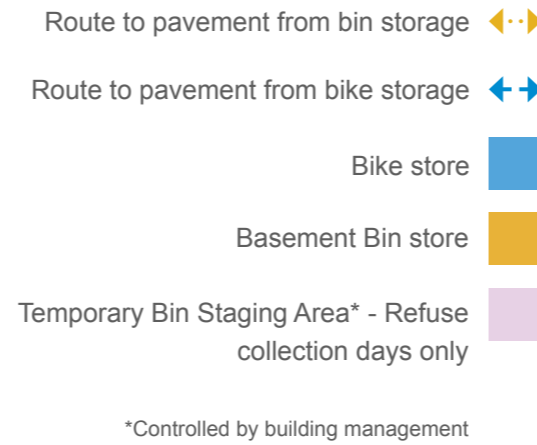 Route to pavement from bin storage
Route to pavement from bike storage
Bike store
Basement Bin store
Temporary Bin Staging Area* - Refuse
collection days only
*Controlled by building management